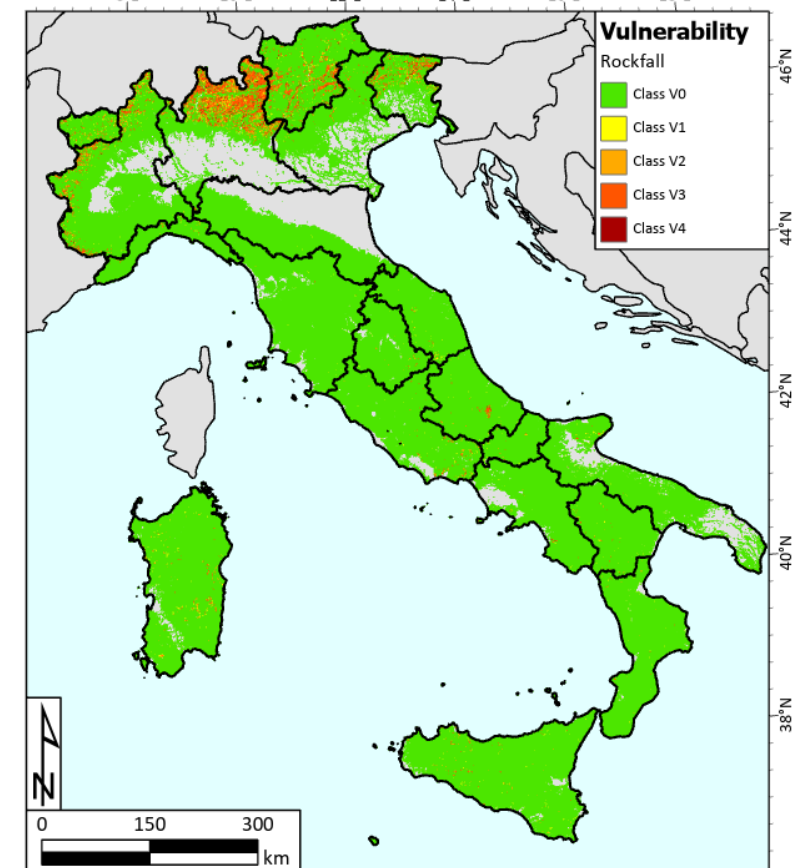 Vulnerability
Rockfall
Class V0
Class V1
Class V2
Class V3
Class V4
46°N
44°N
42°N
40°N
38°N
N
0 150 300
km